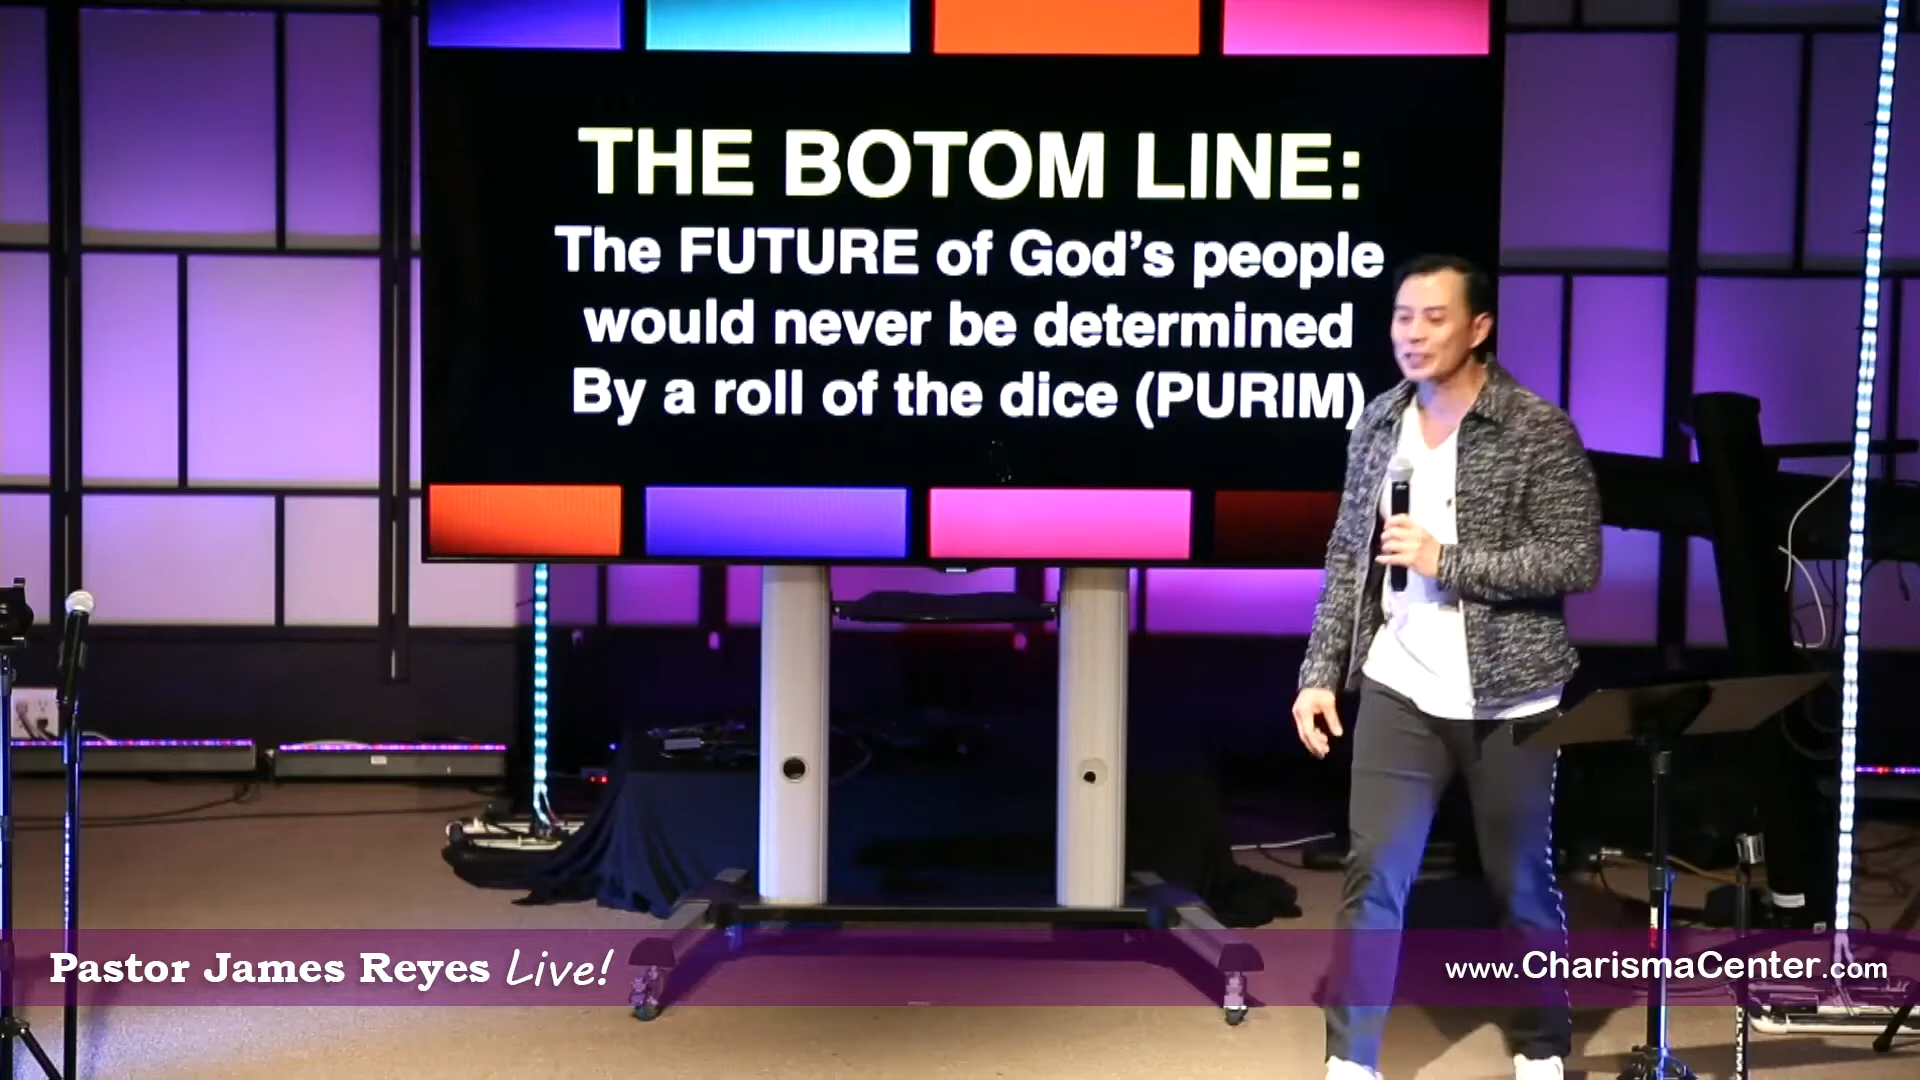 THE BOTOM LINE:
The FUTURE of God’s people
would never be determined
By a roll of the dice (PURIM)
Pastor James Reyes Live!
www.CharismaCenter.com